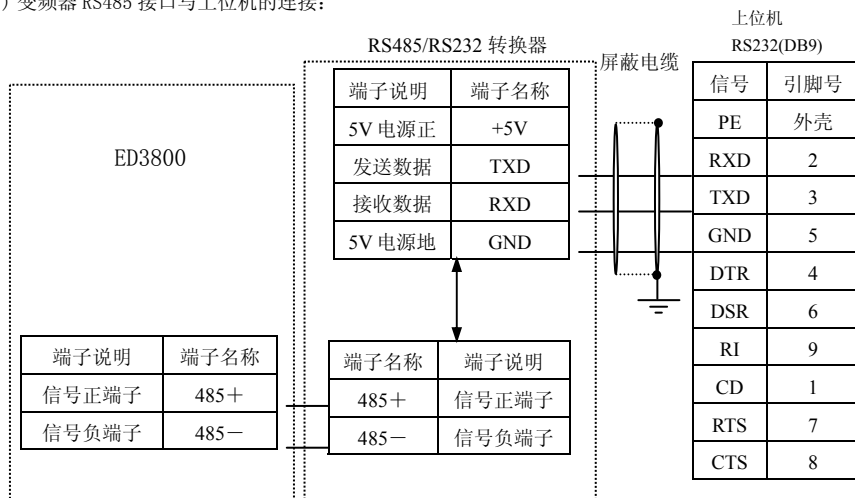 ) 变频器 RS485 接口与上位机的连接：
上位机
RS232(DB9)
RS485/RS232 转换器
屏蔽电缆
ED3800
端子说明 端子名称
5V 电源正 +5V
发送数据 TXD
接收数据 RXD
5V 电源地 GND
信号 引脚号
PE 外壳
RXD 2
TXD 3
GND 5
DTR 4
DSR 6
RI 9
CD 1
RTS 7
CTS 8
端子说明 端子名称
信号正端子 485＋
信号负端子 485－
端子名称 端子说明
485＋ 信号正端子
485－ 信号负端子